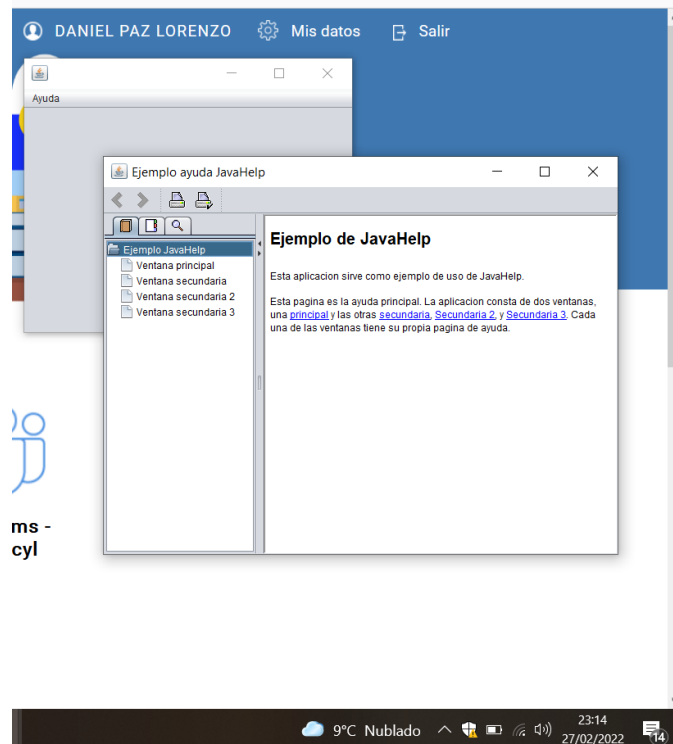 DANIEL PAZ LORENZO Mis datos Salir
Ayuda
Ejemplo ayuda JavaHelp
Ejemplo JavaHelp
Ventana principal
Ventana secundaria
Ventana secundaria 2
Ventana secundaria 3
Ejemplo de JavaHelp
Esta aplicacion sirve como ejemplo de uso de JavaHelp.
Esta pagina es la ayuda principal. La aplicacion consta de dos ventanas,
una principal y las otras secundaria, Secundaria 2, y Secundaria 3. Cada
una de las ventanas tiene su propia pagina de ayuda.
ms -
cyl
9°C Nublado
23:14
27/02/2022
14